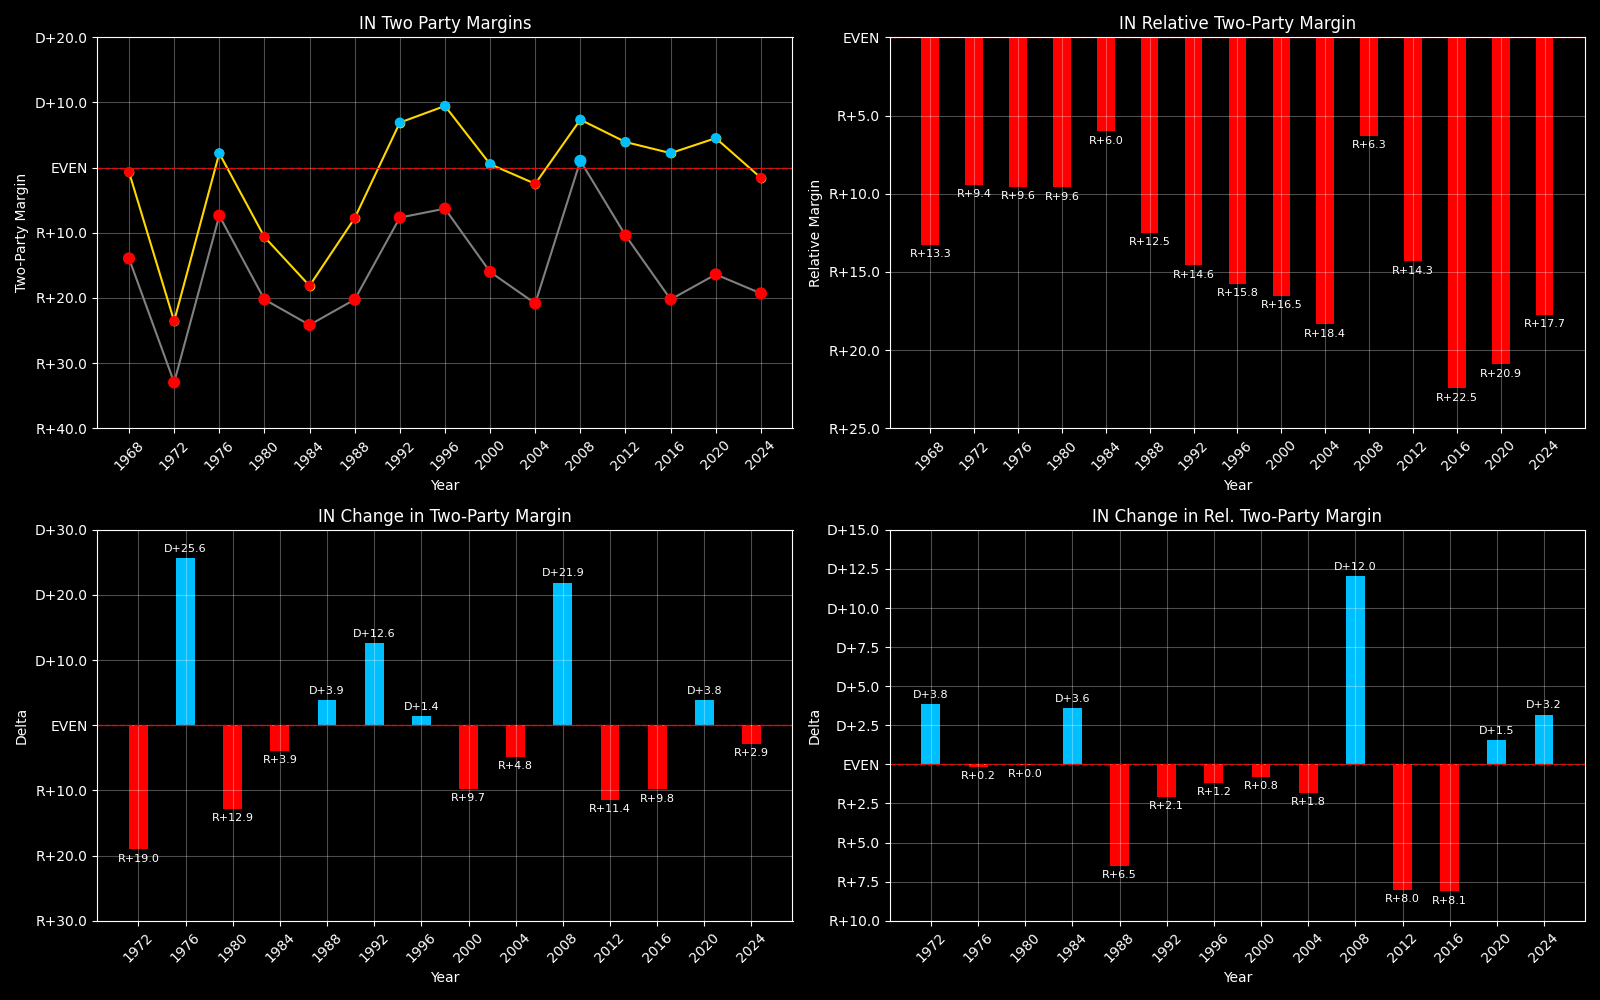 IN Two Party Margins
Two-Party Margin
D+20.0
D+10.0
EVEN
R+10.0
R+20.0
R+30.0
R+40.0
1968 1972 1976 1980 1984 1988 1992 1996 2000 2004 2008 2012 2016 2020 2024
Year
IN Relative Two-Party Margin
Relative Margin
EVEN
R+5.0
R+10.0
R+15.0
R+20.0
R+25.0
R+13.3 R+9.4 R+9.6 R+9.6 R+6.0 R+12.5 R+14.6 R+15.8 R+16.5 R+18.4 R+6.3 R+14.3 R+22.5 R+20.9 R+17.7
1968 1972 1976 1980 1984 1988 1992 1996 2000 2004 2008 2012 2016 2020 2024
Year
IN Change in Two-Party Margin
Delta
D+30.0
D+20.0
D+10.0
EVEN
R+10.0
R+20.0
R+30.0
R+19.0 D+25.6 R+12.9 R+3.9 D+3.9 D+12.6 D+1.4 R+9.7 R+4.8 D+21.9 R+11.4 R+9.8 D+3.8 R+2.9
1972 1976 1980 1984 1988 1992 1996 2000 2004 2008 2012 2016 2020 2024
Year
IN Change in Rel. Two-Party Margin
Delta
D+15.0
D+12.5
D+10.0
D+7.5
D+5.0
D+2.5
EVEN
R+2.5
R+5.0
R+7.5
R+10.0
D+3.8 R+0.2 R+0.0 D+3.6 R+6.5 R+2.1 R+1.2 R+0.8 R+1.8 D+12.0 R+8.0 R+8.1 D+1.5 D+3.2
1972 1976 1980 1984 1988 1992 1996 2000 2004 2008 2012 2016 2020 2024
Year